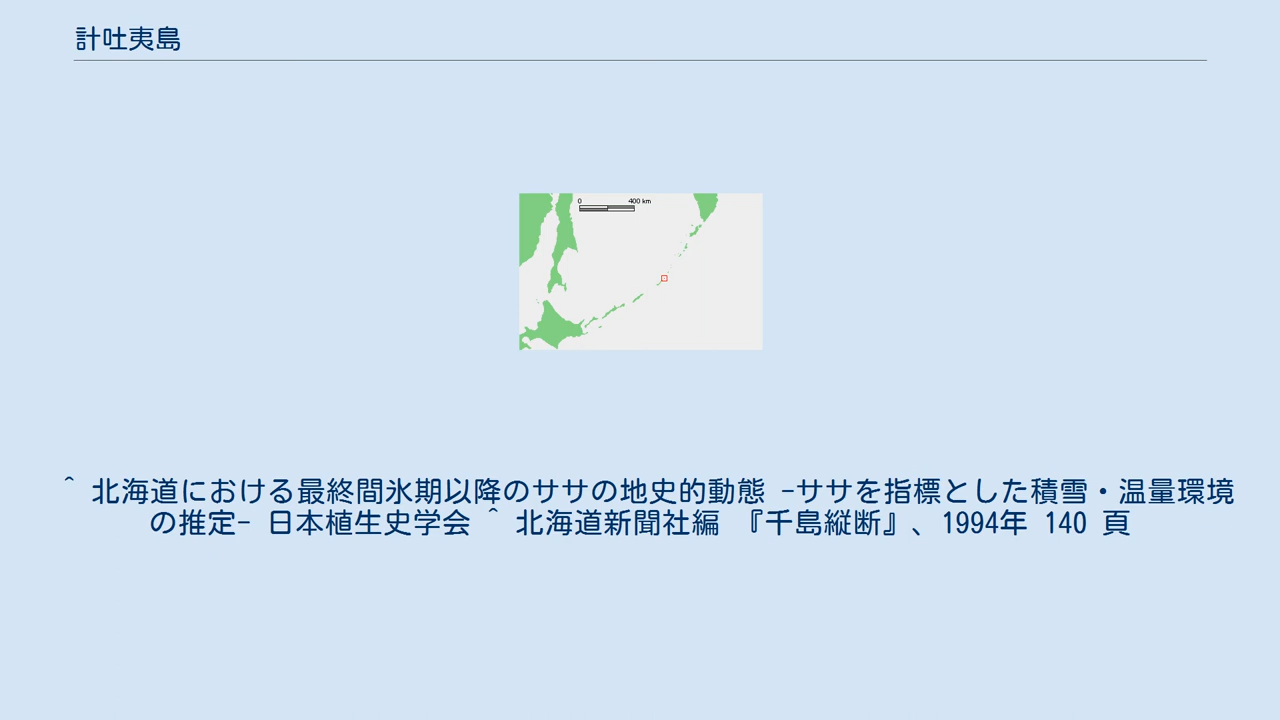 計吐夷島
0 400 km
^ 北海道における最終間氷期以降のササの地史的動態 -ササを指標とした積雪・温量環境
の推定- 日本植生史学会 ^ 北海道新聞社編 『千島縦断』、1994年 140 頁